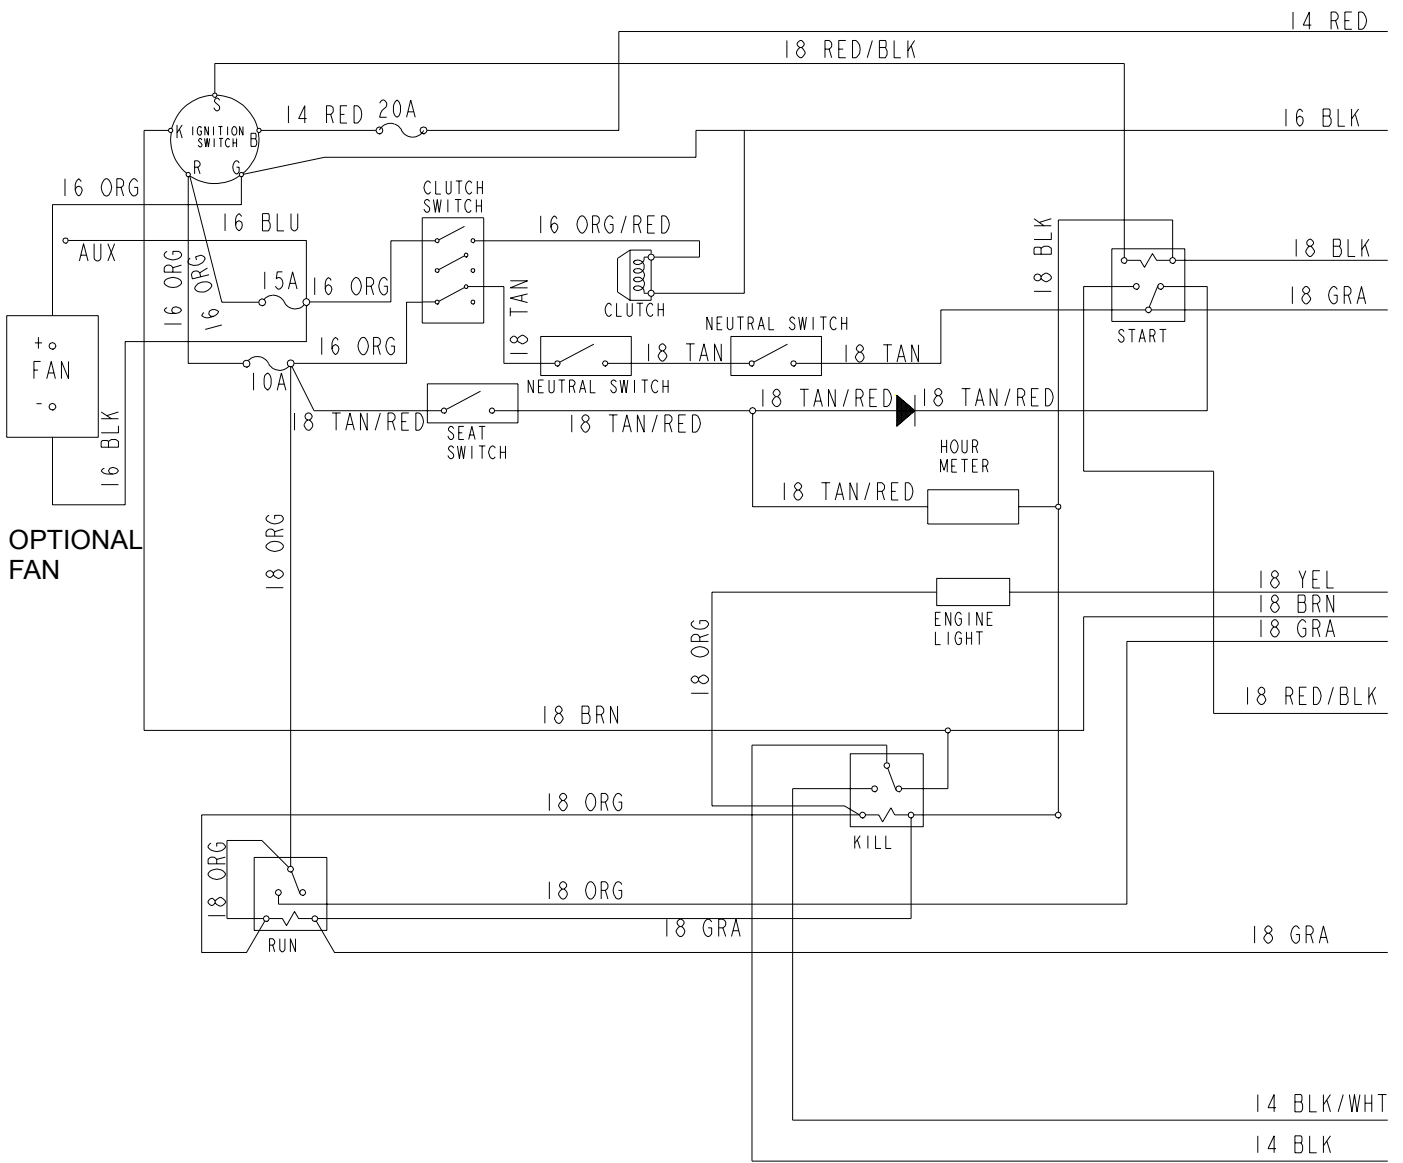 14 RED
18 RED/BLK
S
14 RED
20A
K
IGNITION
SWITCH
B
R
G
16 BLK
16 ORG
CLUTCH
SWITCH
16 BLU
16 ORG/RED
AUX
16 ORG
16 ORG
15A
16 ORG
18 BLK
18 BLK
18 GRA
CLUTCH
START
18 TAN
NEUTRAL SWITCH
18 TAN
18 TAN
NEUTRAL SWITCH
16 ORG
10A
+
FAN
-
16 BLK
18 TAN/RED
SEAT
SWITCH
18 TAN/RED
18 TAN/RED
18 TAN/RED
HOUR
METER
18 TAN/RED
OPTIONAL
FAN
18 ORG
18 YEL
18 BRN
18 GRA
ENGINE
LIGHT
18 ORG
18 RED/BLK
18 BRN
18 ORG
KILL
18 ORG
18 ORG
18 GRA
RUN
18 GRA
14 BLK/WHT
14 BLK